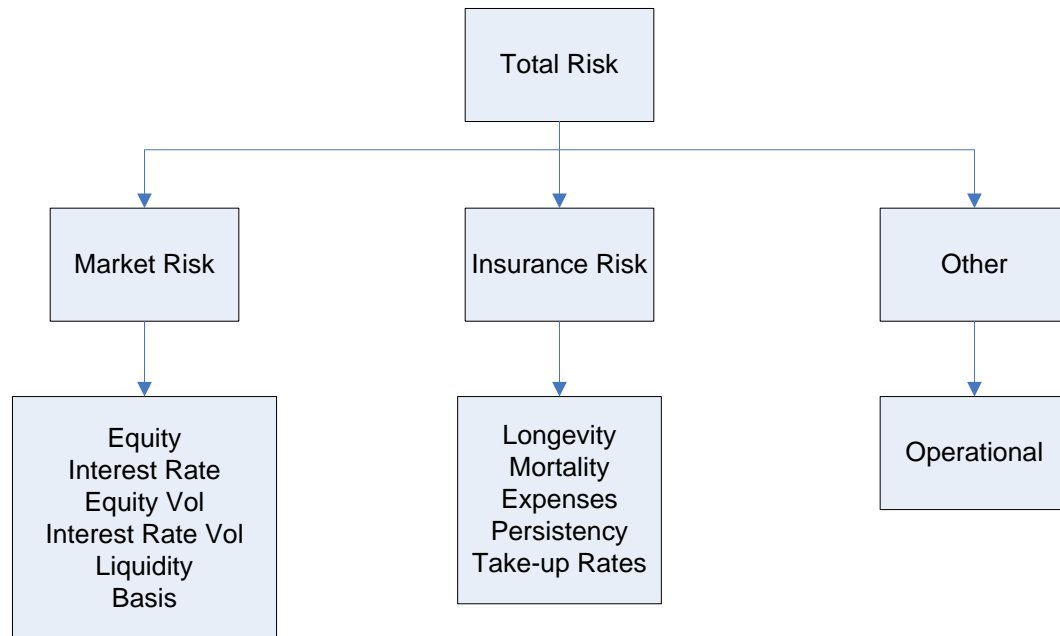 Total Risk
Market Risk
Insurance Risk
Other
Equity
Interest Rate
Equity Vol
Interest Rate Vol
Liquidity
Basis
Longevity
Mortality
Expenses
Persistency
Take-up Rates
Operational